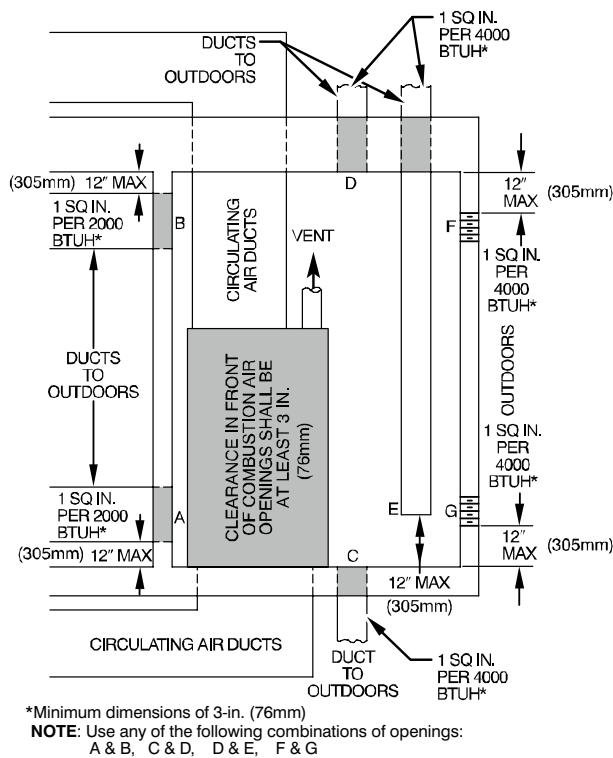 1 SQ IN.
PER 4000
BTUH*
DUCTS
TO
OUTDOORS
(305mm) 12" MAX
1 SQ IN.
PER 2000
BTUH*
B
CIRCULATING
AIR DUCTS
VENT
D
F
12"
MAX
(305mm)
1 SQ IN.
PER
4000
BTUH*
DUCTS
TO
OUTDOORS
CLEARANCE IN FRONT
OF COMBUSTION AIR
OPENINGS SHALL BE
AT LEAST 3 IN.
(76mm)
OUTDOORS
1 SQ IN.
PER
4000
BTUH*
1 SQ IN.
PER 2000
BTUH*
A
E
G
(305mm) 12" MAX
C
12"
MAX
(305mm)
12" MAX
(305mm)
CIRCULATING AIR DUCTS
DUCT
TO
OUTDOORS
1 SQ IN.
PER 4000
BTUH*
*Minimum dimensions of 3-in. (76mm)
NOTE: Use any of the following combinations of openings:
A & B, C & D, D & E, F & G